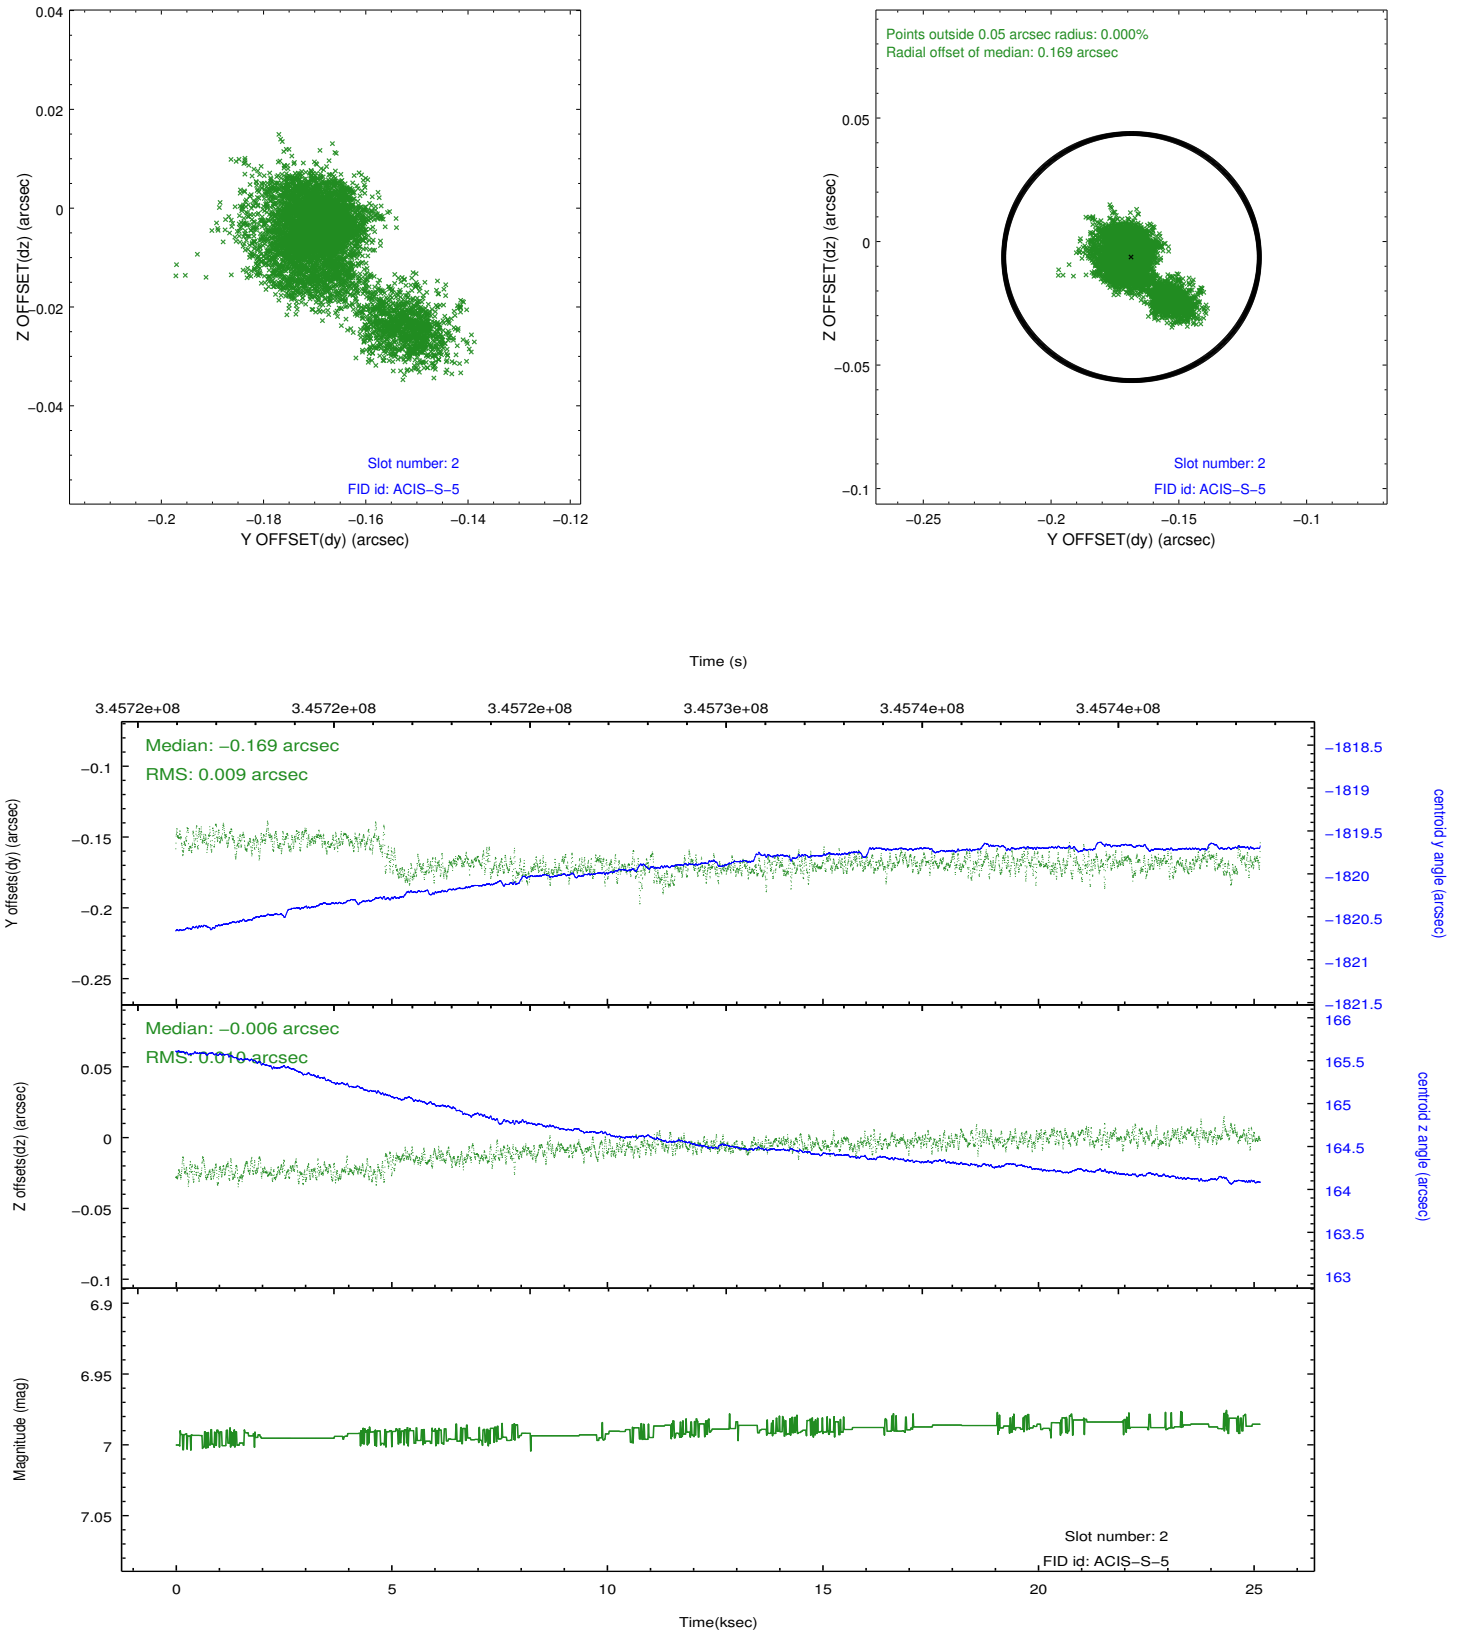 0.04
0.02
0
−0.02
−0.04
Z OFFSET(dz) (arcsec)
Slot number: 2
FID id: ACIS−S−5
−0.2 −0.18 −0.16 −0.14 −0.12
Y OFFSET(dy) (arcsec)
Points outside 0.05 arcsec radius: 0.000%
Radial offset of median: 0.169 arcsec
0.05
0
−0.05
−0.1
Z OFFSET(dz) (arcsec)
Slot number: 2
FID id: ACIS−S−5
−0.25 −0.2 −0.15 −0.1
Y OFFSET(dy) (arcsec)
Time (s)
3.4572e+08 3.4572e+08 3.4572e+08 3.4573e+08 3.4574e+08 3.4574e+08
Median: −0.169 arcsec
RMS: 0.009 arcsec
−0.1
−0.15
−0.2
−0.25
Y offsets(dy) (arcsec)
−1818.5
−1819
−1819.5
−1820
−1820.5
−1821
−1821.5
centroid y angle (arcsec)
Median: −0.006 arcsec
RMS: 0.010 arcsec
0.05
0
−0.05
−0.1
Z offsets(dz) (arcsec)
166
165.5
165
164.5
164
163.5
163
centroid z angle (arcsec)
6.9
6.95
7
7.05
Magnitude (mag)
Slot number: 2
FID id: ACIS−S−5
0 5 10 15 20 25
Time(ksec)